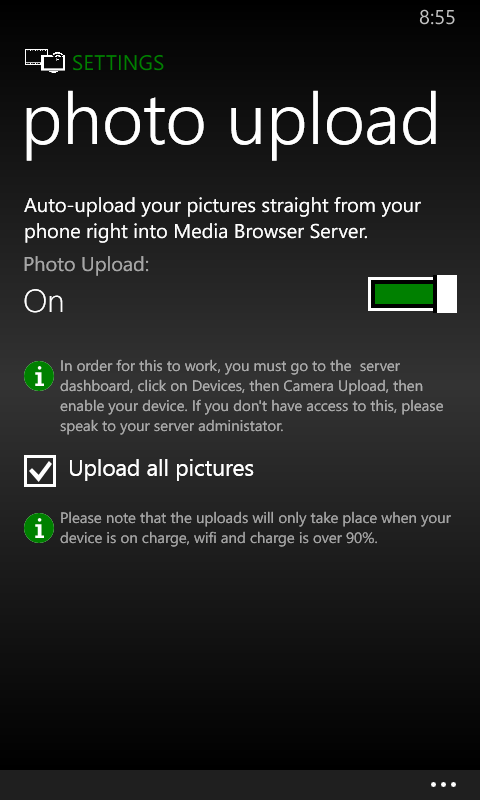 8:55
SETTINGS
photo upload
Auto-upload your pictures straight from your
phone right into Media Browser Server.
Photo Upload:
On
In order for this to work, you must go to the  server
dashboard, click on Devices, then Camera Upload, then
enable your device. If you don't have access to this, please
speak to your server administator.
Upload all pictures
Please note that the uploads will only take place when your
device is on charge, wifi and charge is over 90%.